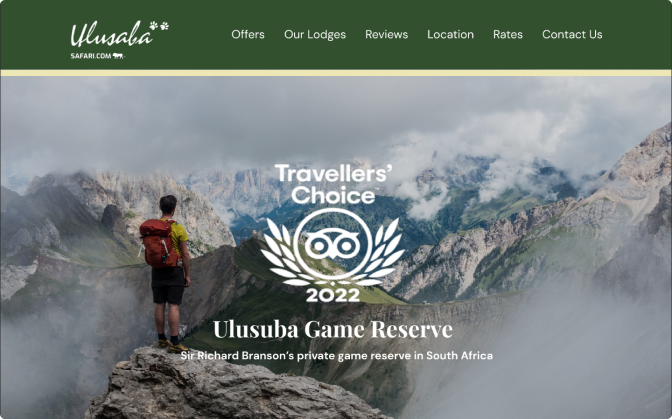 Ulusaba
SAFARI.COM
Offers Our Lodges Reviews Location Rates Contact Us
Travellers'
Choice
2022
Ulusuba Game Reserve
Sir Richard Branson's private game reserve in South Africa